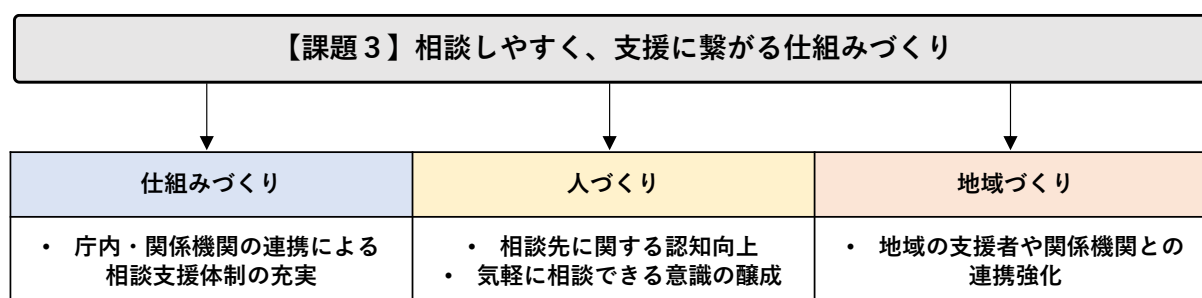 【課題３】相談しやすく、支援に繋がる仕組みづくり
仕組みづくり
人づくり
地域づくり
• 庁内・関係機関の連携による
相談支援体制の充実
• 相談先に関する認知向上
• 気軽に相談できる意識の醸成
• 地域の支援者や関係機関との
連携強化